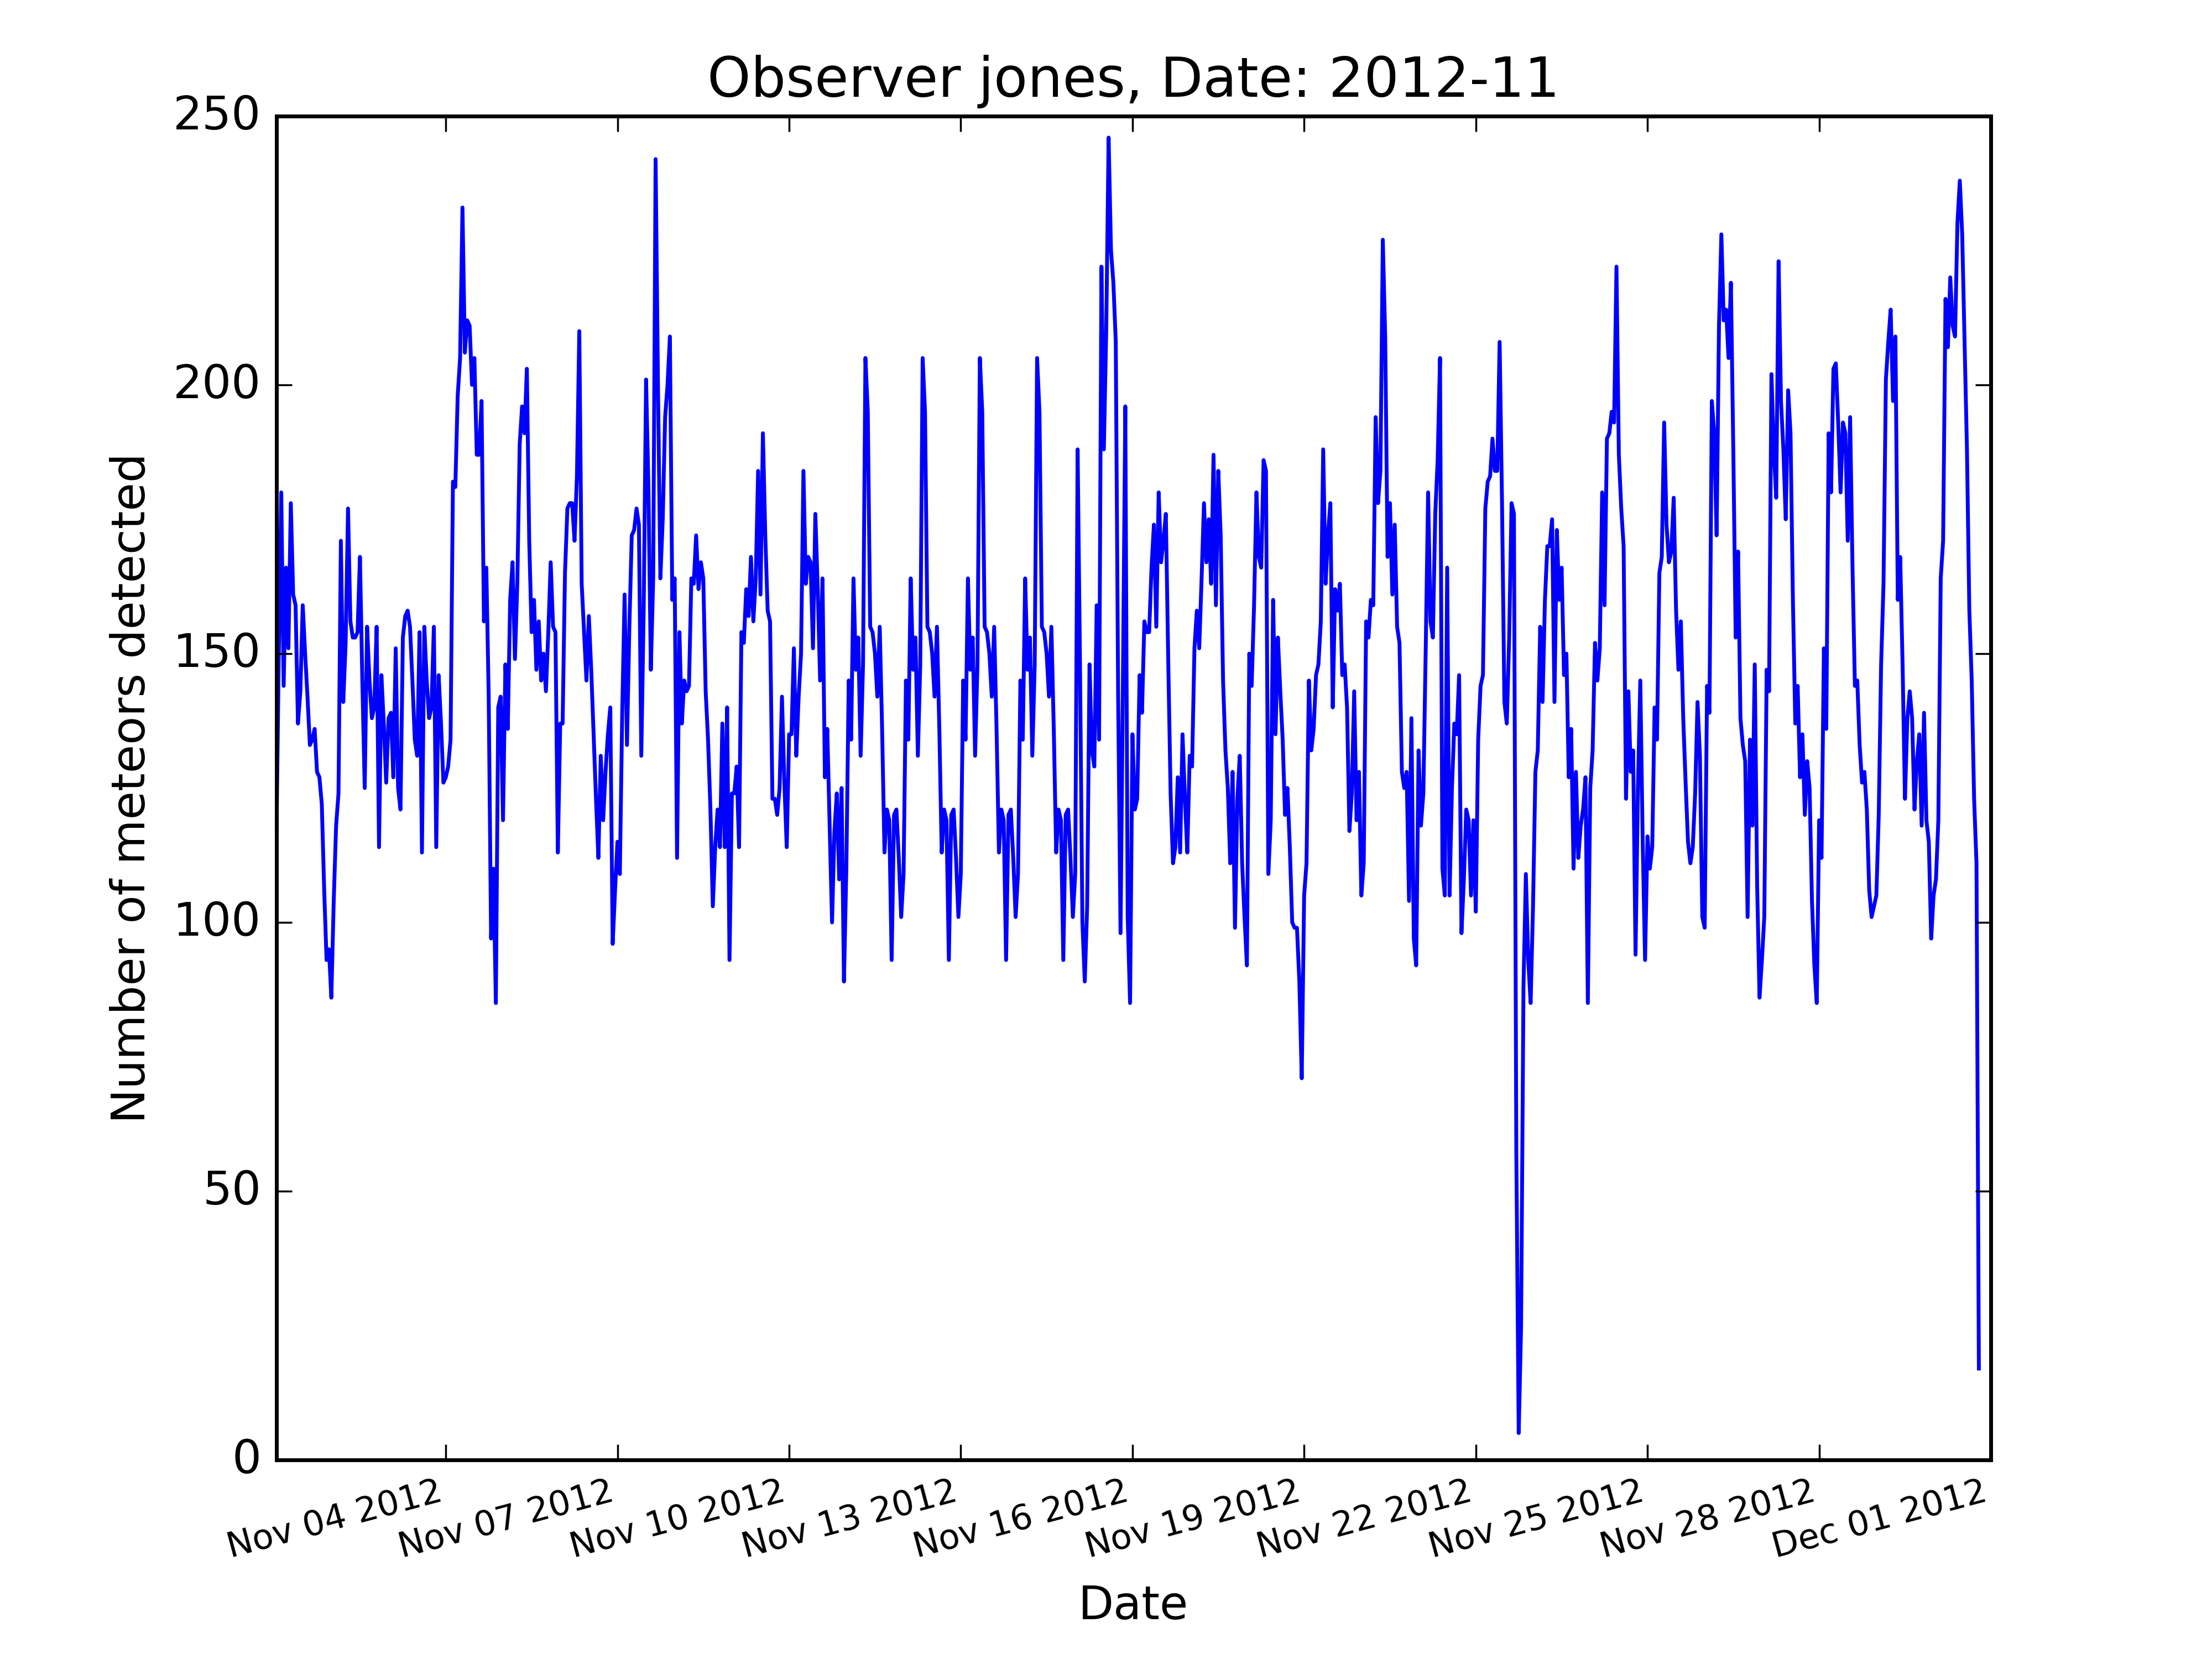 Observer jones, Date: 2012-11
250
200
150
100
50
0
Number of meteors detected
Nov 04 2012
Nov 07 2012
Nov 10 2012
Nov 13 2012
Nov 16 2012
Nov 19 2012
Nov 22 2012
Nov 25 2012
Nov 28 2012
Dec 01 2012
Date